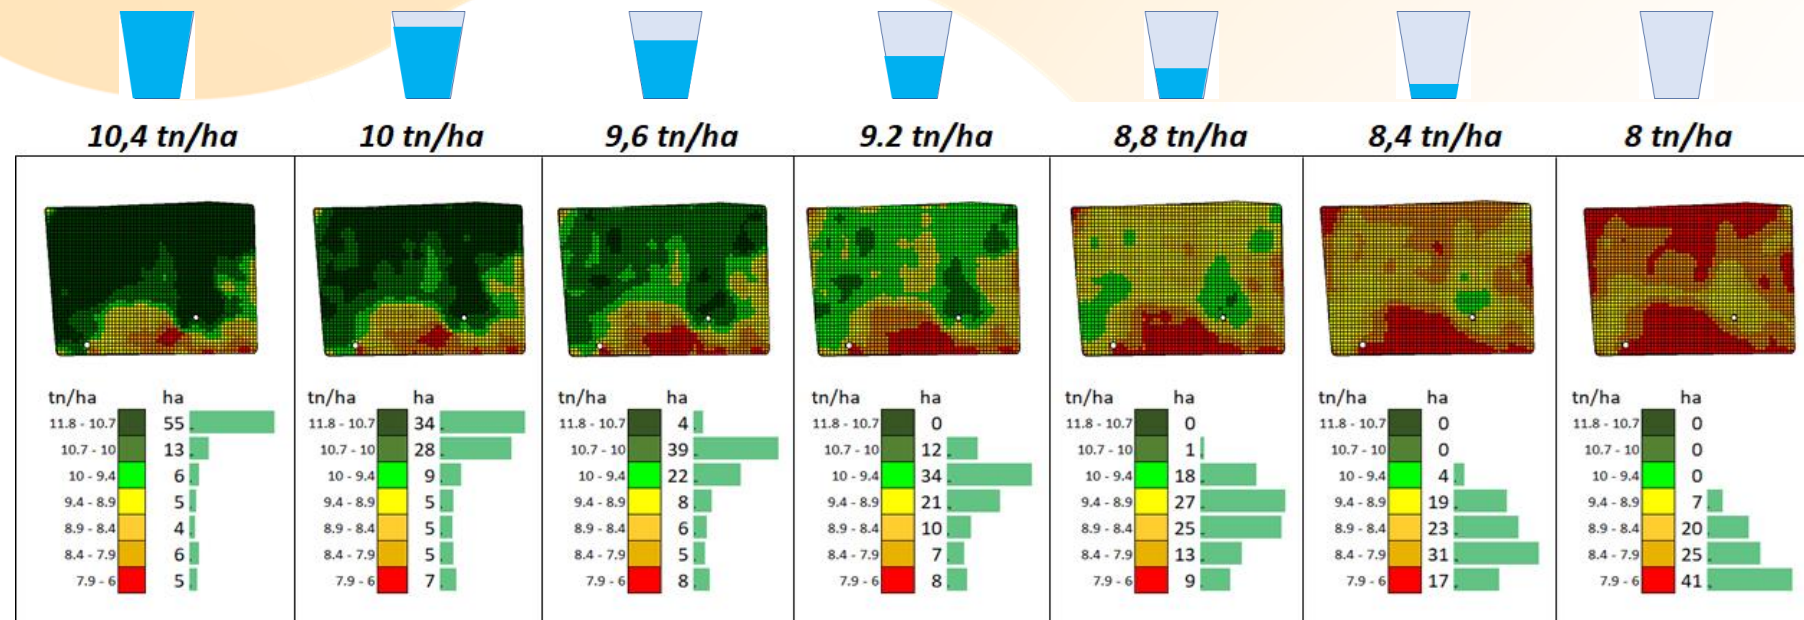 10,4 tn/ha 10 tn/ha 9,6 tn/ha 9.2 tn/ha 8,8 tn/ha 8,4 tn/ha 8 tn/ha
tn/ha ha tn/ha ha tn/ha ha tn/ha ha tn/ha ha tn/ha ha tn/ha ha
11.8 - 10.7 55 11.8 - 10.7 34 11.8 - 10.7 4 11.8 - 10.7 0 11.8 - 10.7 0 11.8 - 10.7 0 11.8 - 10.7 0
10.7 - 10 13 10.7 - 10 28 10.7 - 10 39 10.7 - 10 12 10.7 - 10 1 10.7 - 10 0 10.7 - 10 0
10 - 9.4 6 10 - 9.4 9 10 - 9.4 22 10 - 9.4 34 10 - 9.4 18 10 - 9.4 4 10 - 9.4 0
9.4 - 8.9 5 9.4 - 8.9 5 9.4 - 8.9 8 9.4 - 8.9 21 9.4 - 8.9 27 9.4 - 8.9 19 9.4 - 8.9 7
8.9 - 8.4 4 8.9 - 8.4 5 8.9 - 8.4 6 8.9 - 8.4 10 8.9 - 8.4 25 8.9 - 8.4 23 8.9 - 8.4 20
8.4 - 7.9 6 8.4 - 7.9 5 8.4 - 7.9 5 8.4 - 7.9 7 8.4 - 7.9 13 8.4 - 7.9 31 8.4 - 7.9 25
7.9 - 6 5 7.9 - 6 7 7.9 - 6 8 7.9 - 6 8 7.9 - 6 9 7.9 - 6 17 7.9 - 6 41